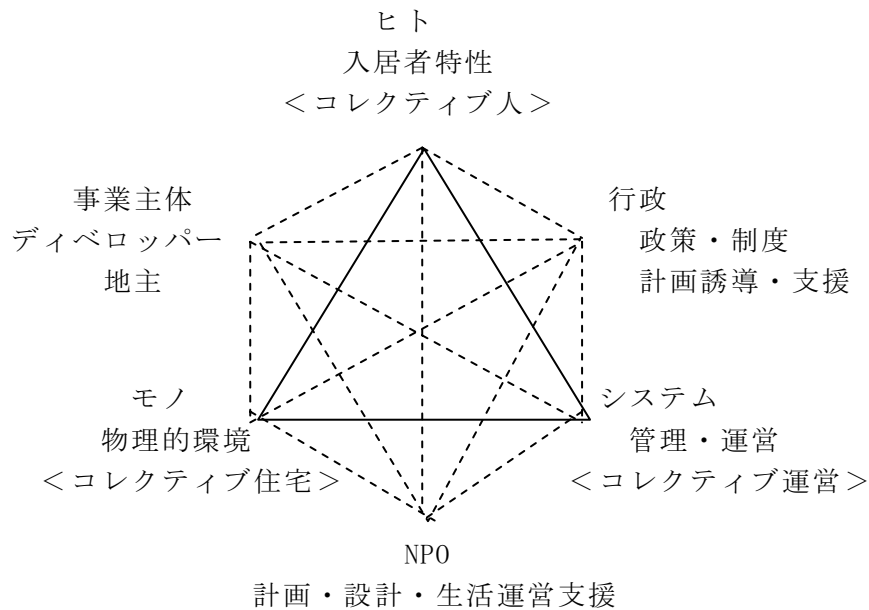 ヒト
入居者特性
＜コレクティブ人＞
事業主体
ディベロッパー
地主
行政
政策・制度
計画誘導・支援
モノ
物理的環境
＜コレクティブ住宅＞
システム
管理・運営
＜コレクティブ運営＞
NPO
計画・設計・生活運営支援